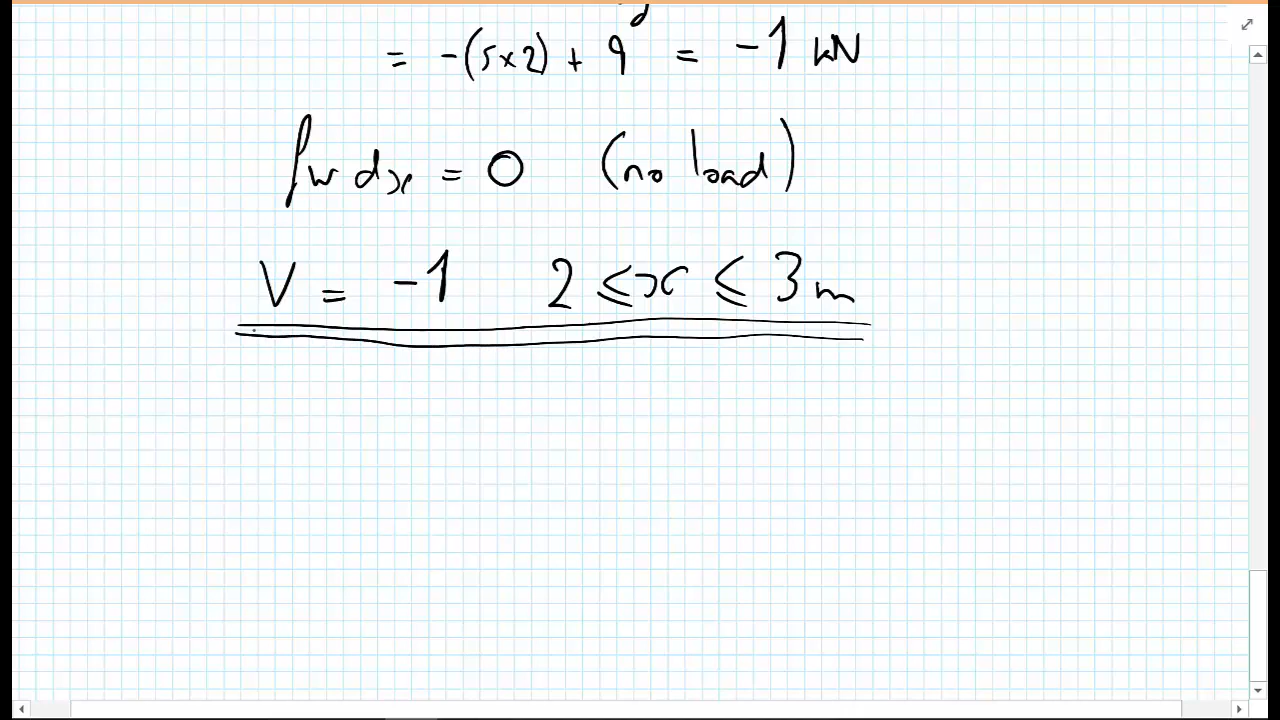 = -(5×2) + 9 = -1 kN
∫w dx = 0 (no load)
V = -1 2 ≤ x ≤ 3 m